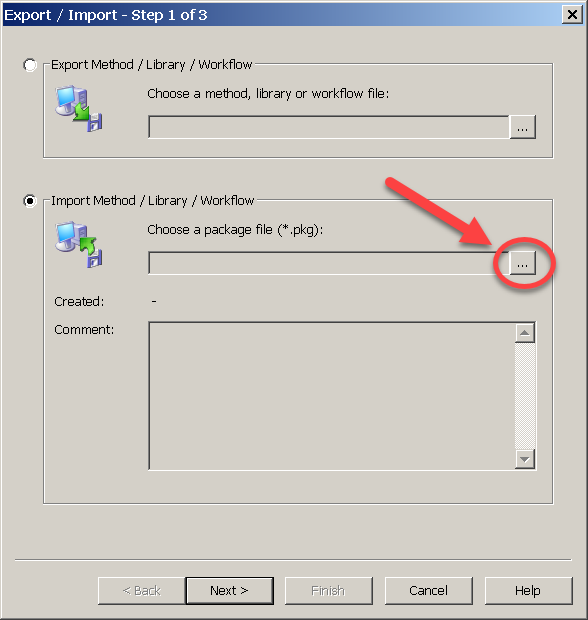 Export / Import - Step 1 of 3
Export Method / Library / Workflow
Choose a method, library or workflow file:
...
Import Method / Library / Workflow
Choose a package file (*.pkg):
...
Created: -
Comment:
< Back Next > Finish Cancel Help